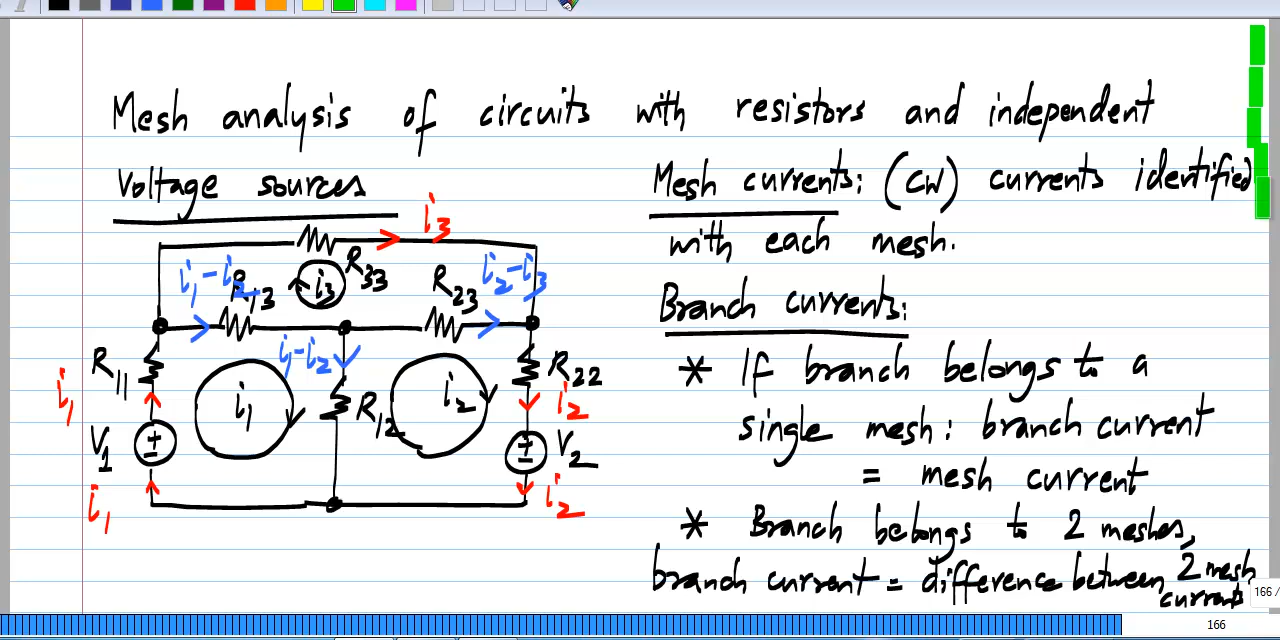 Mesh analysis of circuits with resistors and independent
Voltage sources
Mesh currents: (CW) currents identified
with each mesh.
Branch currents:
* If branch belongs to a
single mesh: branch current
= mesh current
* Branch belongs to 2 meshes,
branch current = difference between 2 mesh
currents
i3
i1-i2
R13
i3
R33
R23
i2-i3
R11
i1
i1
i1-i2
R12
i2
R22
i2
V1
i1
V2
i2
166 /
166